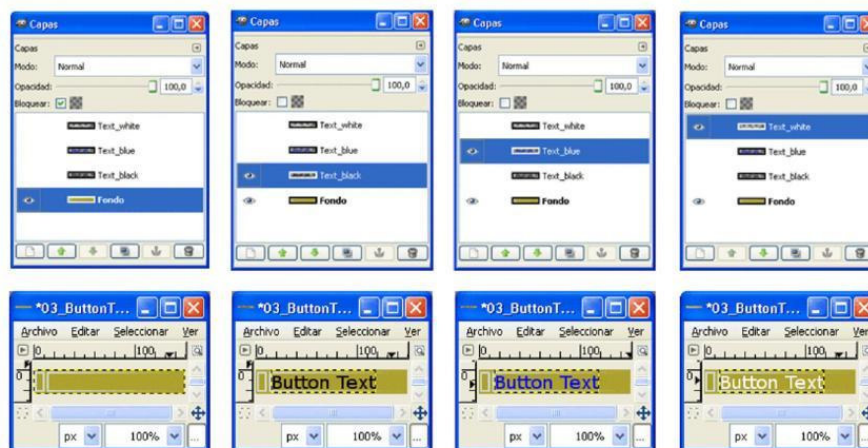 Capas
Capas
Modo: Normal
Opacidad: 100,0
Bloquear:
Text_white
Text_blue
Text_black
Fondo
Capas
Capas
Modo: Normal
Opacidad: 100,0
Bloquear:
Text_white
Text_blue
Text_black
Fondo
Capas
Capas
Modo: Normal
Opacidad: 100,0
Bloquear:
Text_white
Text_blue
Text_black
Fondo
Capas
Capas
Modo: Normal
Opacidad: 100,0
Bloquear:
Text_white
Text_blue
Text_black
Fondo
*03_ButtonT...
Archivo Editar Seleccionar Ver
0 100
0
px 100% ...
*03_ButtonT...
Archivo Editar Seleccionar Ver
0 100
0
Button Text
px 100% ...
*03_ButtonT...
Archivo Editar Seleccionar Ver
0 100
0
Button Text
px 100% ...
*03_ButtonT...
Archivo Editar Seleccionar Ver
0 100
0
Button Text
px 100% ...